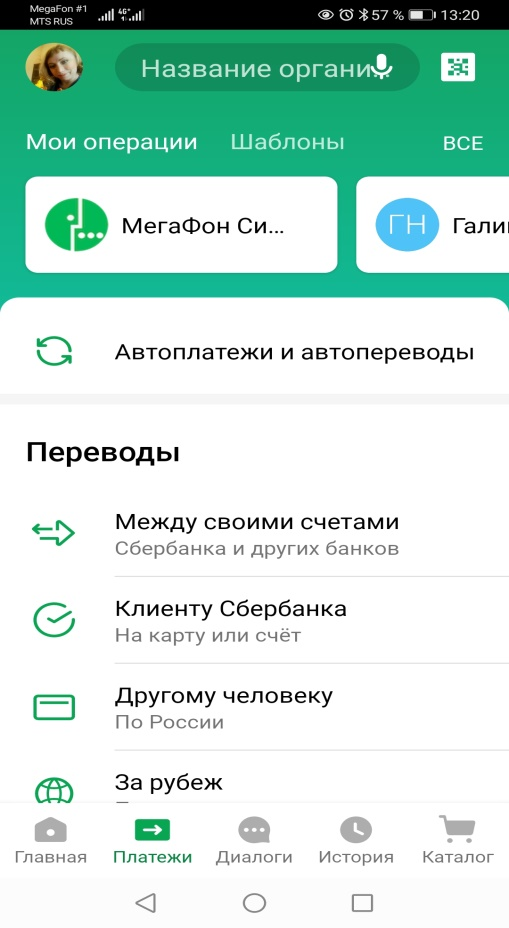 MegaFon #1
MTS RUS
4G+
57 %
13:20
Название органи
Мои операции
Шаблоны
ВСЕ
МегаФон Си...
ГН
Гали
Автоплатежи и автопереводы
Переводы
Между своими счетами
Сбербанка и других банков
Клиенту Сбербанка
На карту или счёт
Другому человеку
По России
За рубеж
Главная
Платежи
Диалоги
История
Каталог